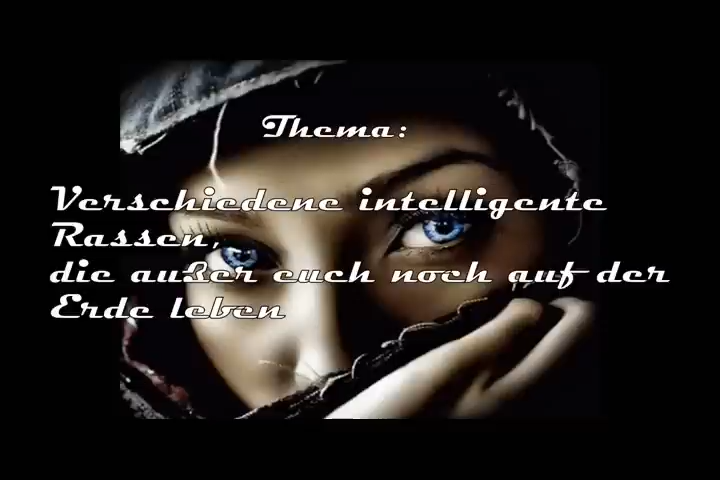 Thema:
Verschiedene intelligente
Rassen,
die außer euch noch auf der
Erde leben